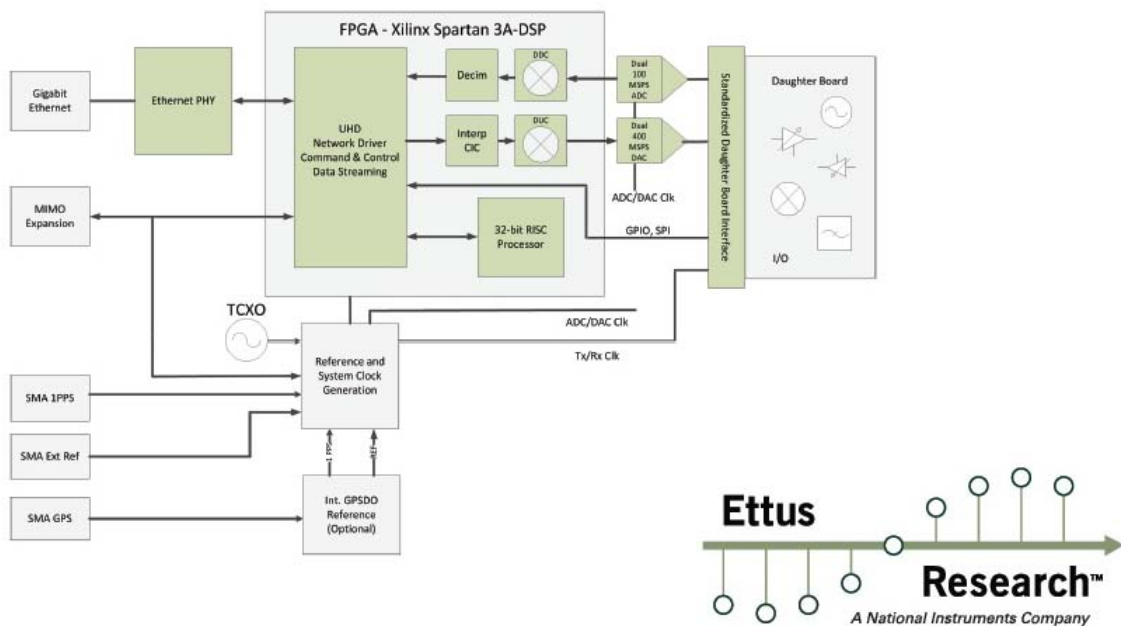 FPGA - Xilinx Spartan 3A-DSP
Gigabit
Ethernet
Ethernet PHY
UHD
Network Driver
Command & Control
Data Streaming
Decim
DDC
Dual
100
MSPS
ADC
Interp
CIC
DUC
Dual
400
MSPS
DAC
ADC/DAC Clk
Standardized Daughter Board Interface
Daughter Board
I/O
MIMO
Expansion
32-bit RISC
Processor
GPIO, SPI
TCXO
ADC/DAC Clk
Tx/Rx Clk
Reference and
System Clock
Generation
SMA 1PPS
SMA Ext Ref
1 PPS
REF
SMA GPS
Int. GPSDO
Reference
(Optional)
Ettus
Research™
A National Instruments Company